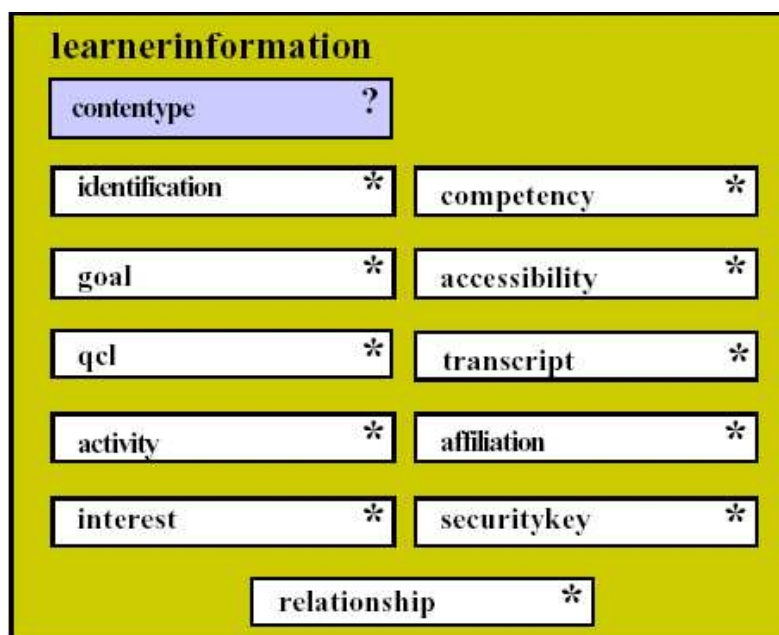 learnerinformation
contentype ?
identification *
competency *
goal *
accessibility *
qcl *
transcript *
activity *
affiliation *
interest *
securitykey *
relationship *